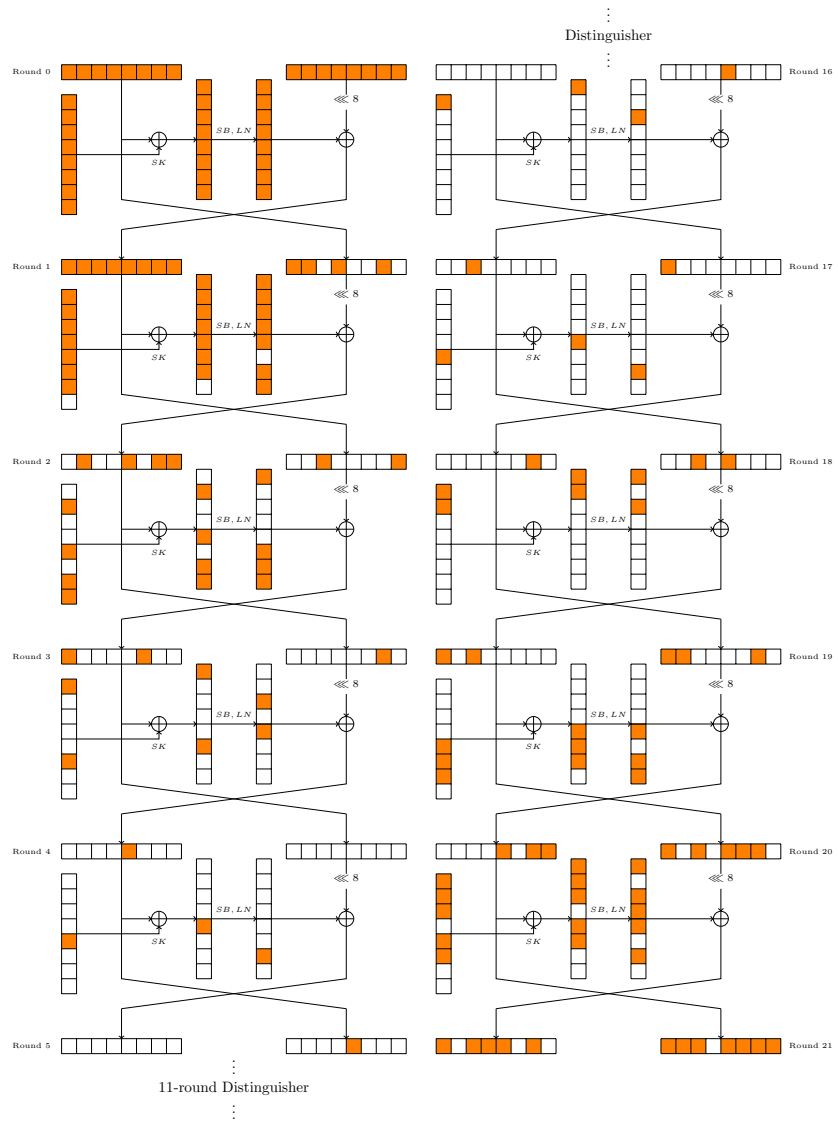 ⋮
Distinguisher
⋮
Round 0
Round 16
⋘ 8
⋘ 8
SB, LN
SB, LN
SK
SK
Round 1
Round 17
⋘ 8
⋘ 8
SB, LN
SB, LN
SK
SK
Round 2
Round 18
⋘ 8
⋘ 8
SB, LN
SB, LN
SK
SK
Round 3
Round 19
⋘ 8
⋘ 8
SB, LN
SB, LN
SK
SK
Round 4
Round 20
⋘ 8
⋘ 8
SB, LN
SB, LN
SK
SK
Round 5
Round 21
⋮
11-round Distinguisher
⋮